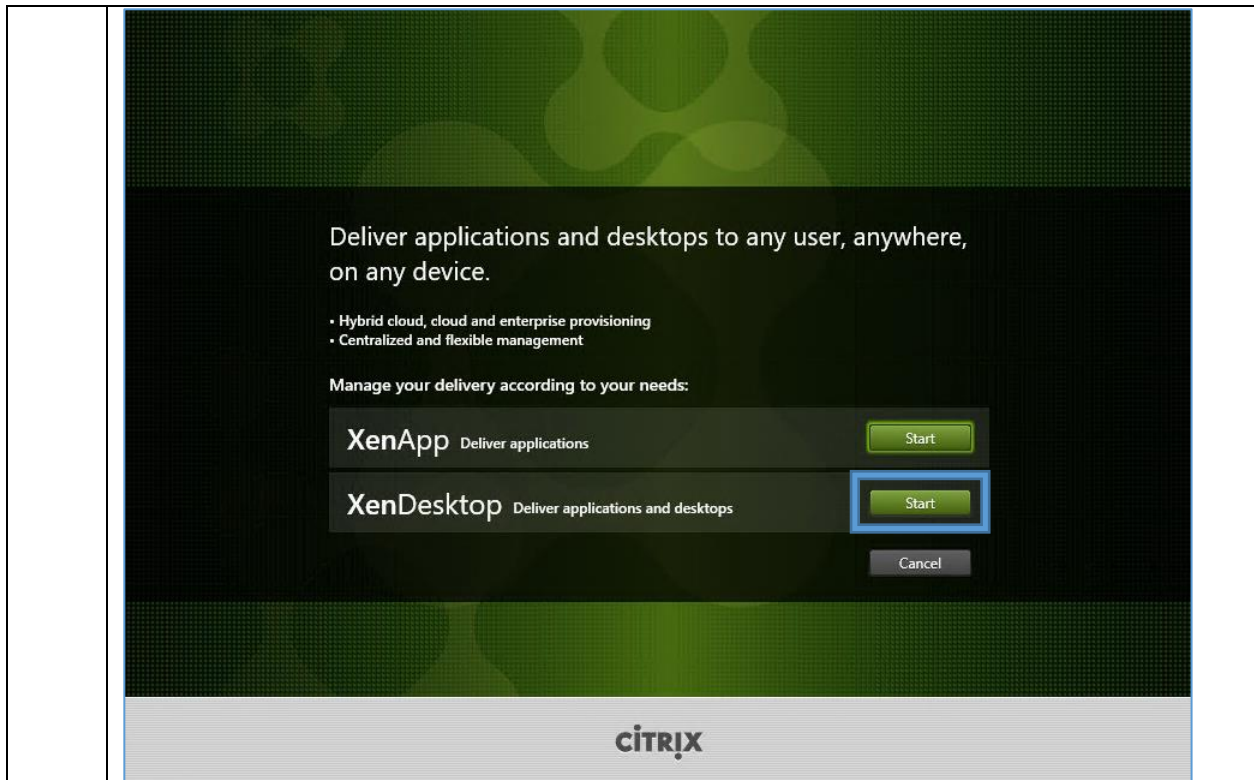 Deliver applications and desktops to any user, anywhere,
on any device.
• Hybrid cloud, cloud and enterprise provisioning
• Centralized and flexible management
Manage your delivery according to your needs:
XenApp Deliver applications Start
XenDesktop Deliver applications and desktops Start
Cancel
CITRIX